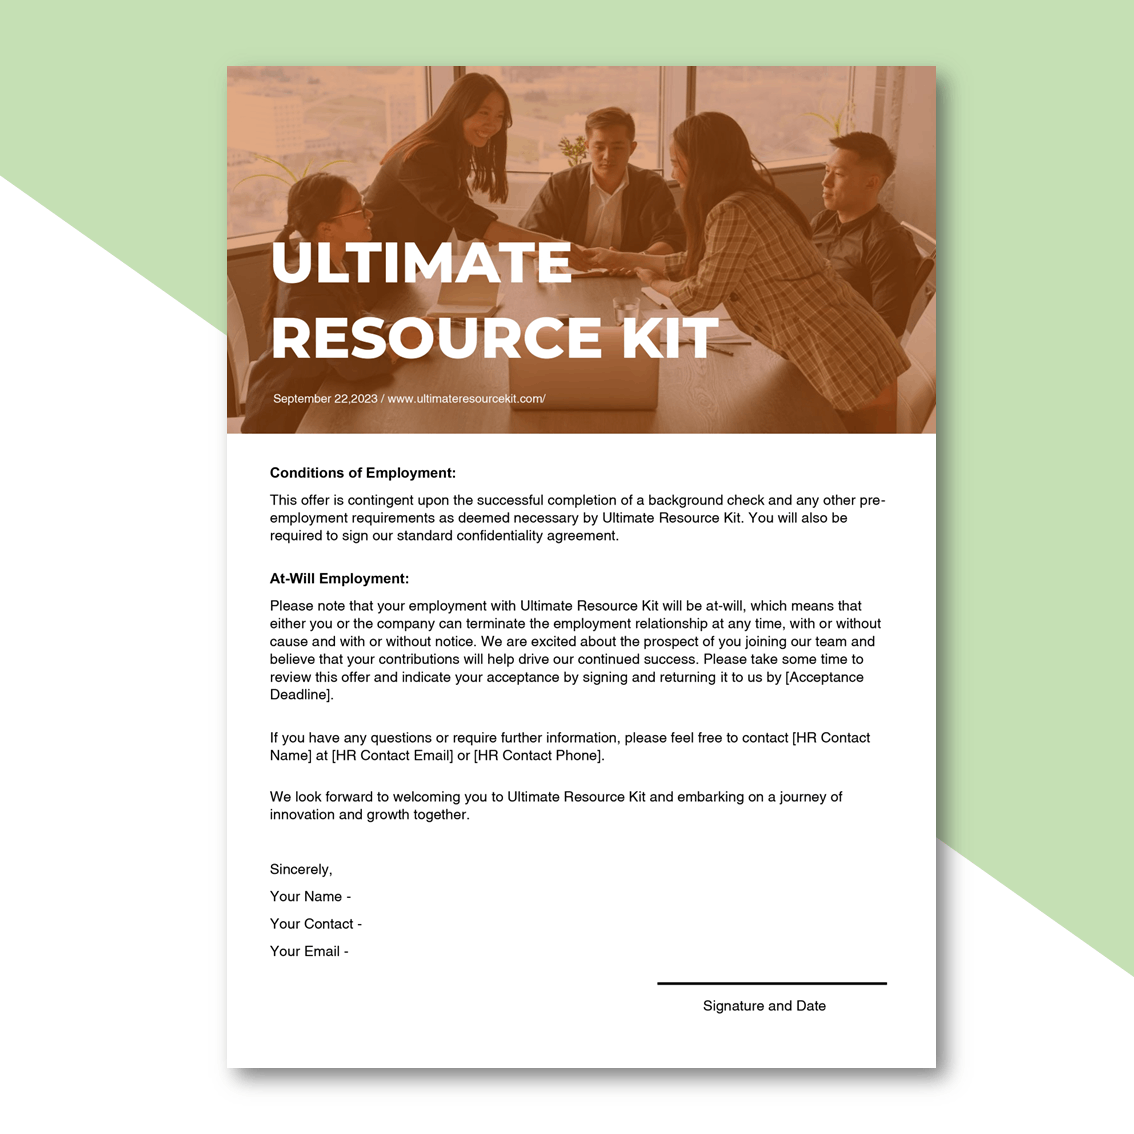 ULTIMATE
RESOURCE KIT
September 22,2023 / www.ultimateresourcekit.com/
Conditions of Employment:
This offer is contingent upon the successful completion of a background check and any other pre-
employment requirements as deemed necessary by Ultimate Resource Kit. You will also be
required to sign our standard confidentiality agreement.
At-Will Employment:
Please note that your employment with Ultimate Resource Kit will be at-will, which means that
either you or the company can terminate the employment relationship at any time, with or without
cause and with or without notice. We are excited about the prospect of you joining our team and
believe that your contributions will help drive our continued success. Please take some time to
review this offer and indicate your acceptance by signing and returning it to us by [Acceptance
Deadline].
If you have any questions or require further information, please feel free to contact [HR Contact
Name] at [HR Contact Email] or [HR Contact Phone].
We look forward to welcoming you to Ultimate Resource Kit and embarking on a journey of
innovation and growth together.
Sincerely,
Your Name -
Your Contact -
Your Email -
Signature and Date